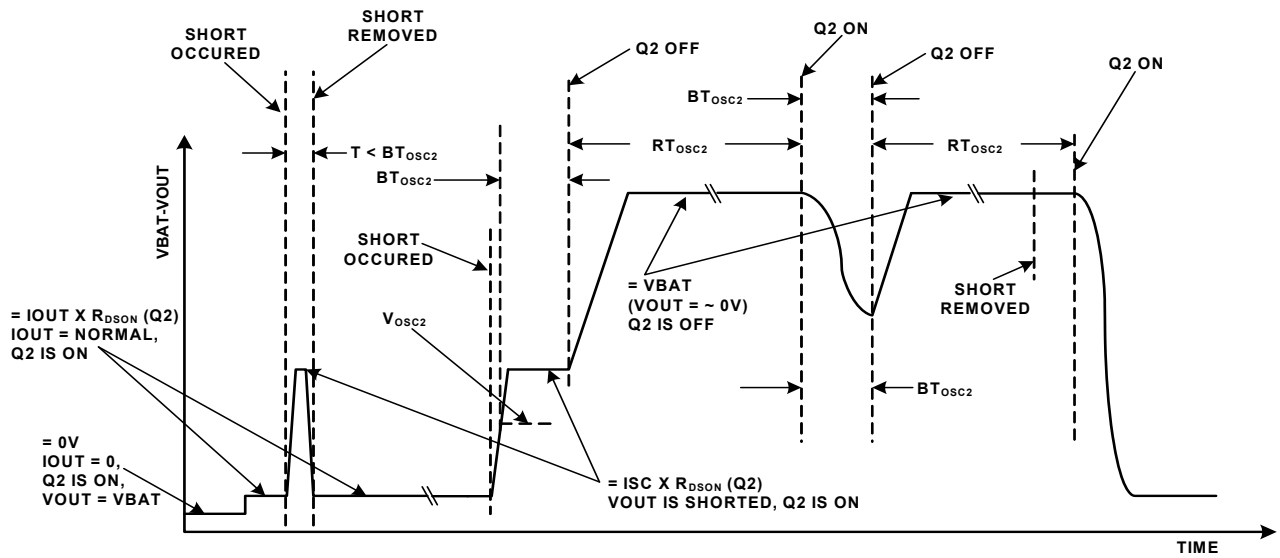 SHORT
OCCURED
SHORT
REMOVED
Q2 OFF
Q2 ON
Q2 OFF
Q2 ON
BTOSC2
T < BTOSC2
BTOSC2
RTOSC2
RTOSC2
VBAT-VOUT
SHORT
OCCURED
= VBAT
(VOUT = ~ 0V)
Q2 IS OFF
SHORT
REMOVED
= IOUT X RDSON (Q2)
IOUT = NORMAL,
Q2 IS ON
VOSC2
BTOSC2
= 0V
IOUT = 0,
Q2 IS ON,
VOUT = VBAT
= ISC X RDSON (Q2)
VOUT IS SHORTED, Q2 IS ON
TIME